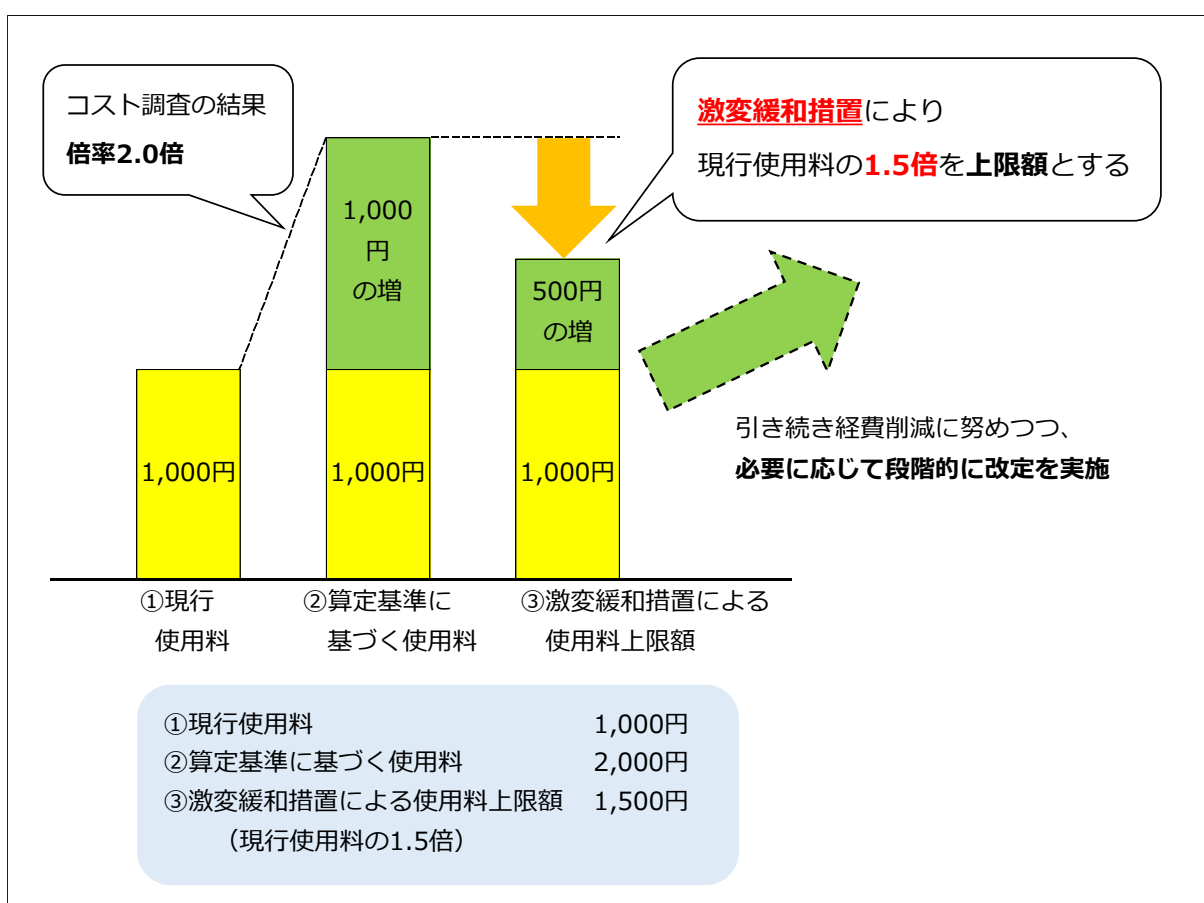 コスト調査の結果
倍率2.0倍
激変緩和措置により
現行使用料の1.5倍を上限額とする
1,000
円
の増
500円
の増
1,000円
1,000円
1,000円
引き続き経費削減に努めつつ、
必要に応じて段階的に改定を実施
①現行
使用料
②算定基準に
基づく使用料
③激変緩和措置による
使用料上限額
①現行使用料 1,000円
②算定基準に基づく使用料 2,000円
③激変緩和措置による使用料上限額 1,500円
（現行使用料の1.5倍）